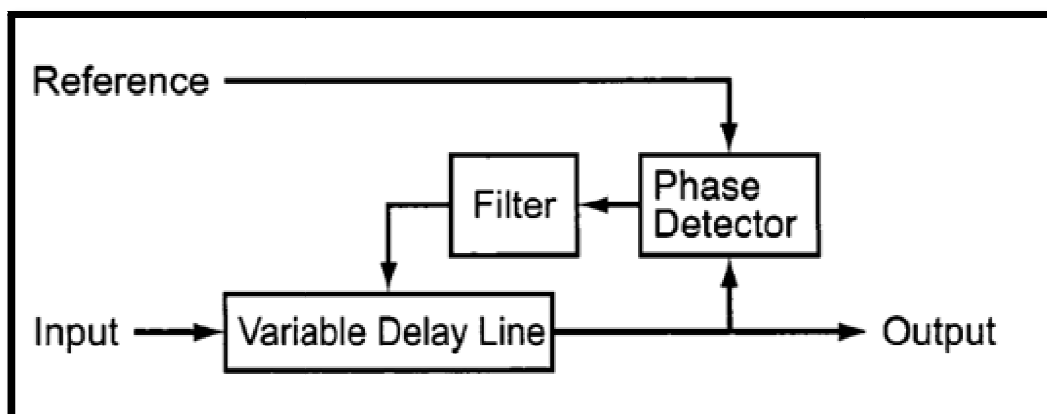 Reference
Phase
Detector
Filter
Input
Variable Delay Line
Output